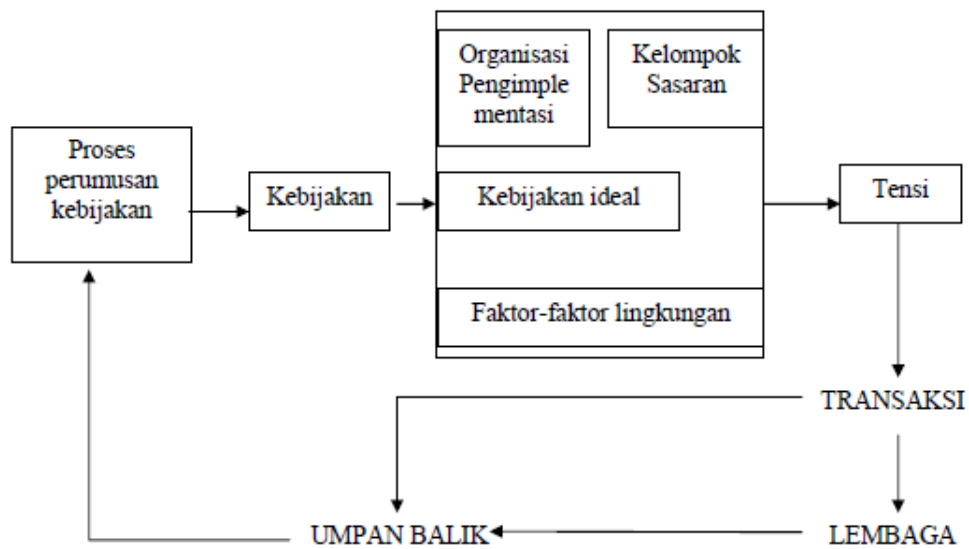 Proses
perumusan
kebijakan
Kebijakan
Organisasi
Pengimple
mentasi
Kelompok
Sasaran
Kebijakan ideal
Faktor-faktor lingkungan
Tensi
TRANSAKSI
UMPAN BALIK
LEMBAGA